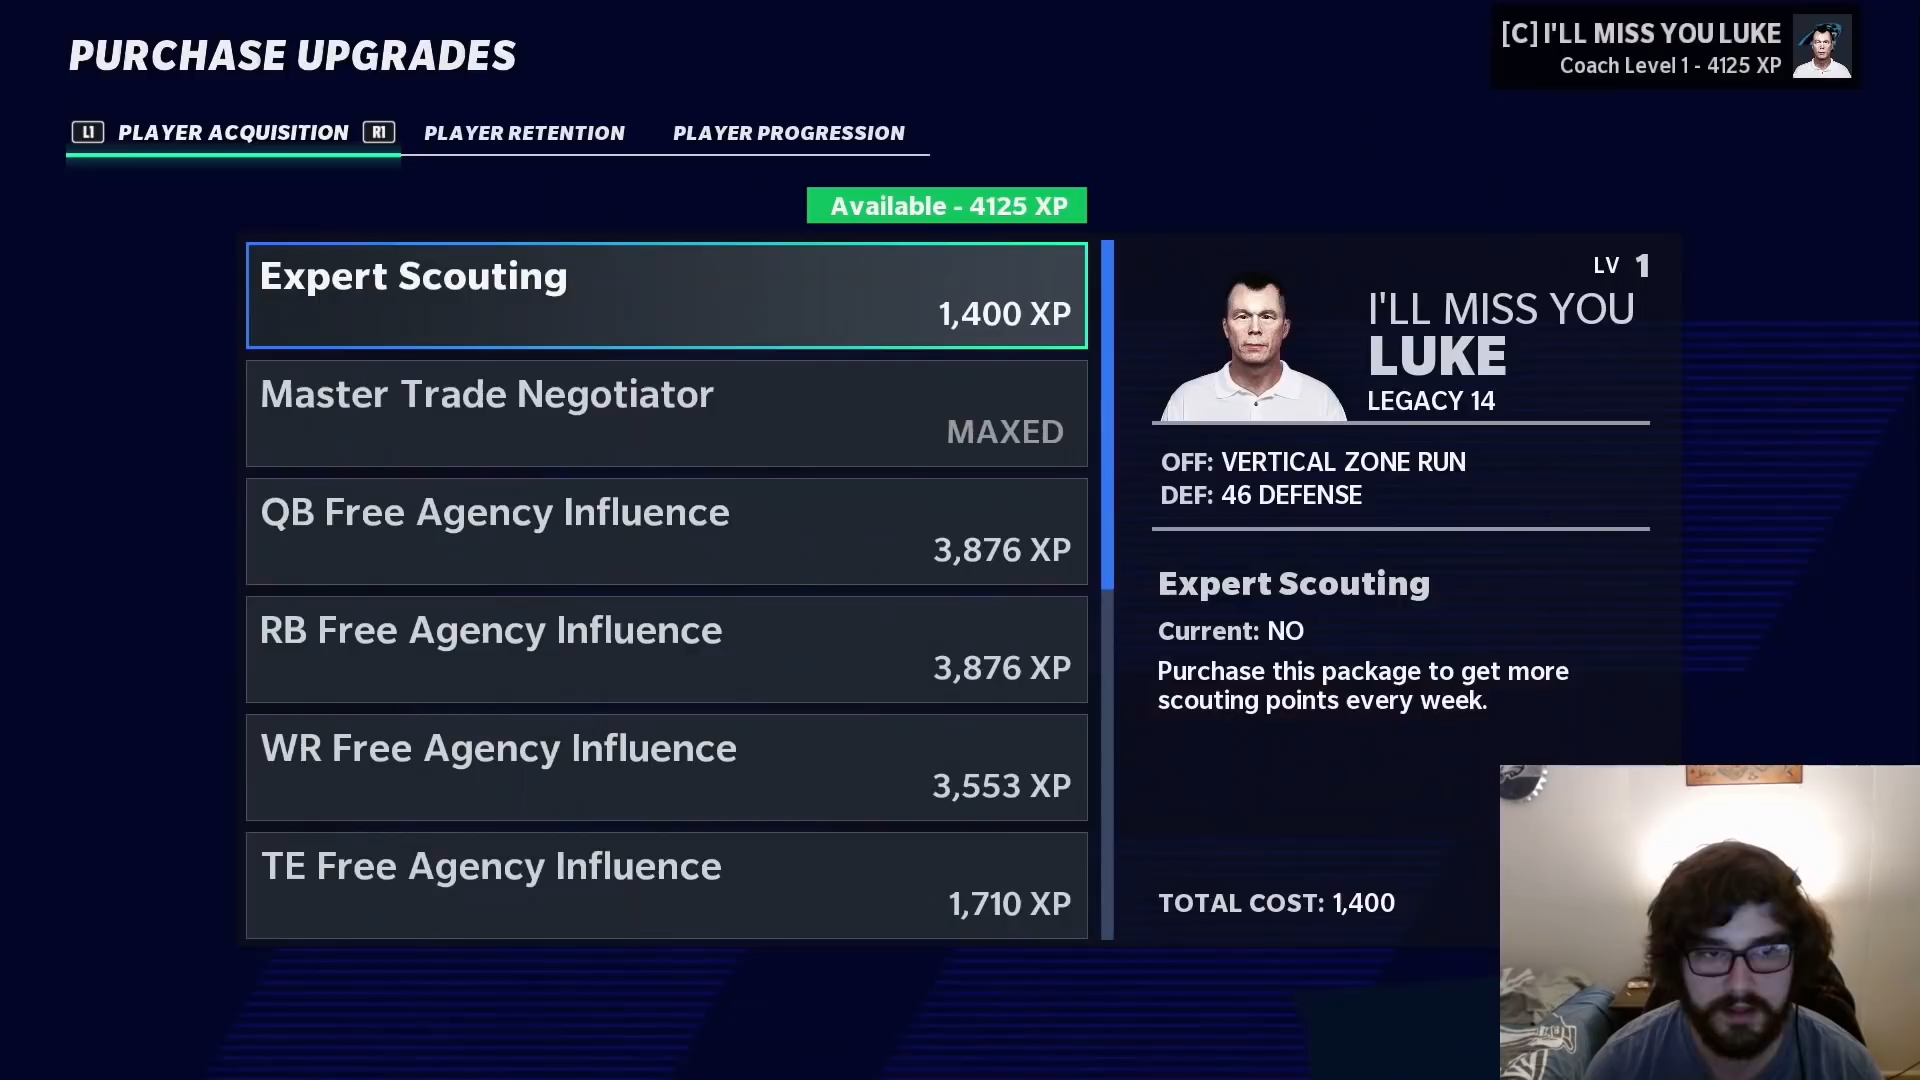 PURCHASE UPGRADES
[C] I'LL MISS YOU LUKE
Coach Level 1 - 4125 XP
L1 PLAYER ACQUISITION R1 PLAYER RETENTION PLAYER PROGRESSION
Available - 4125 XP
Expert Scouting
1,400 XP
Master Trade Negotiator
MAXED
QB Free Agency Influence
3,876 XP
RB Free Agency Influence
3,876 XP
WR Free Agency Influence
3,553 XP
TE Free Agency Influence
1,710 XP
LV 1
I'LL MISS YOU
LUKE
LEGACY 14
OFF: VERTICAL ZONE RUN
DEF: 46 DEFENSE
Expert Scouting
Current: NO
Purchase this package to get more
scouting points every week.
TOTAL COST: 1,400